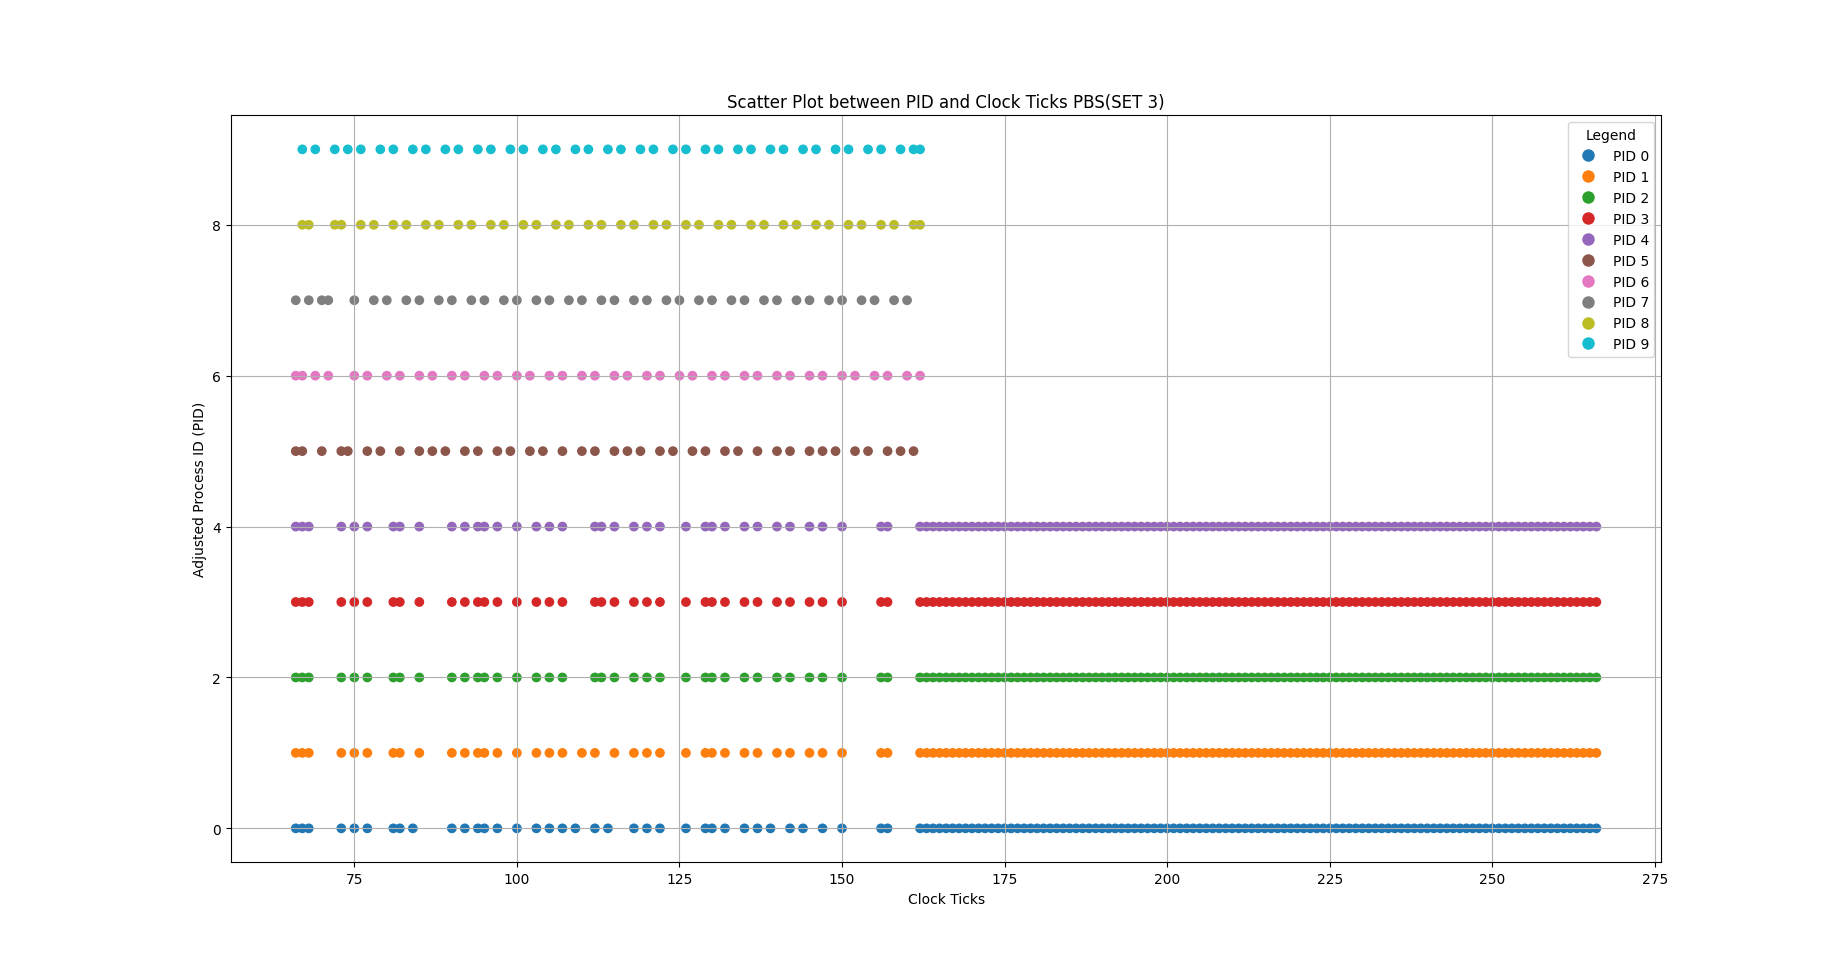 Scatter Plot between PID and Clock Ticks PBS(SET 3)
Legend
PID 0
PID 1
PID 2
PID 3
PID 4
PID 5
PID 6
PID 7
PID 8
PID 9
Adjusted Process ID (PID)
8
6
4
2
0
75 100 125 150 175 200 225 250 275
Clock Ticks